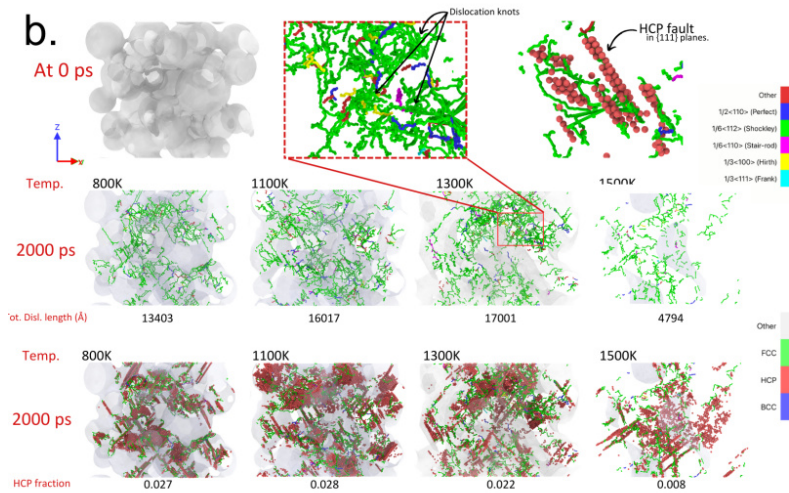 b.
Dislocation knots
HCP fault
in {111} planes.
At 0 ps
Z
Other
1/2<110> (Perfect)
1/6<112> (Shockley)
1/6<110> (Stair-rod)
1/3<100> (Hirth)
1/3<111> (Frank)
Temp.
800K
1100K
1300K
1500K
2000 ps
ot. Disl. length (Å)
13403
16017
17001
4794
Other
FCC
HCP
BCC
Temp.
800K
1100K
1300K
1500K
2000 ps
HCP fraction
0.027
0.028
0.022
0.008